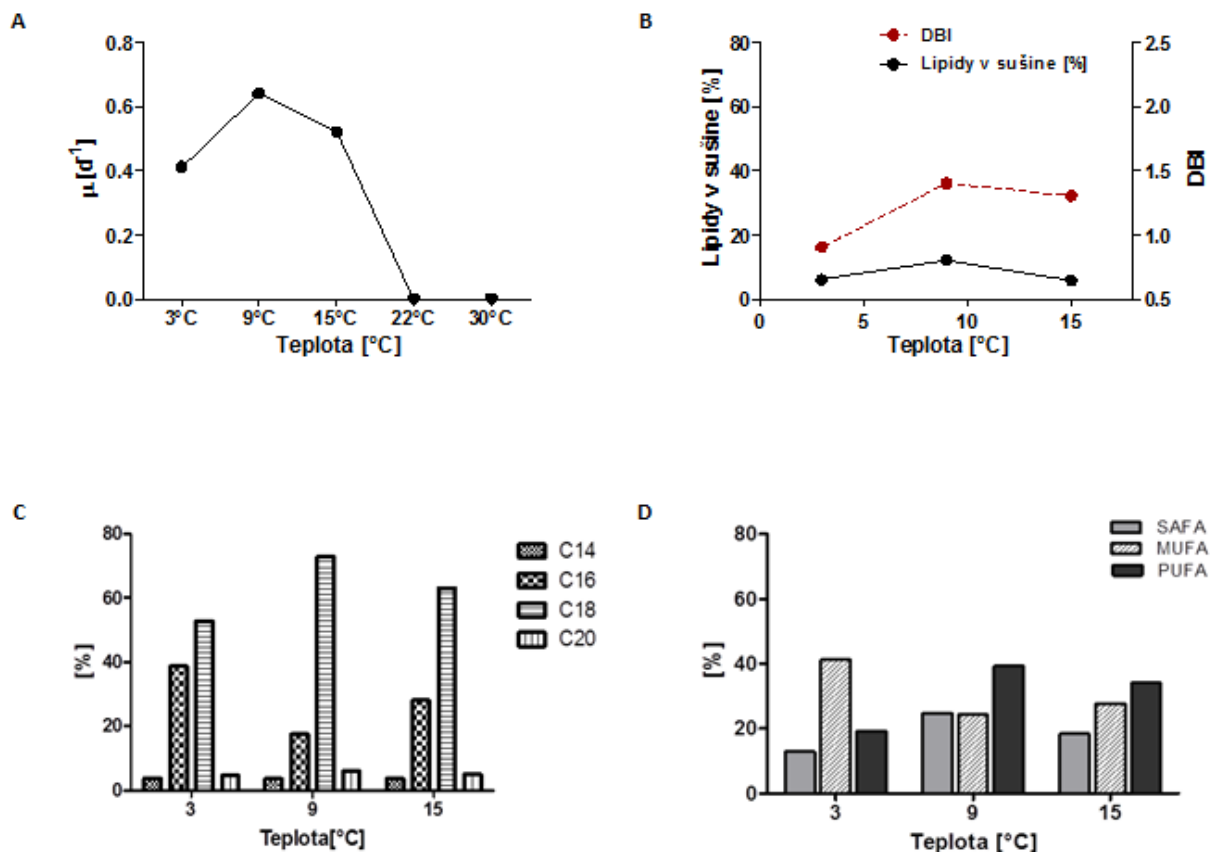 A
0.8
0.6
0.4
0.2
0.0
µ[d-1]
3°C 9°C 15°C 22°C 30°C
Teplota [°C]
B
DBI
Lipidy v sušine [%]
80
60
40
20
0
Lipidy v sušine [%]
2.5
2.0
1.5
1.0
0.5
DBI
0 5 10 15
Teplota [°C]
C
80
60
40
20
0
[%]
3 9 15
Teplota[°C]
C14
C16
C18
C20
D
80
60
40
20
0
[%]
3 9 15
Teplota [°C]
SAFA
MUFA
PUFA